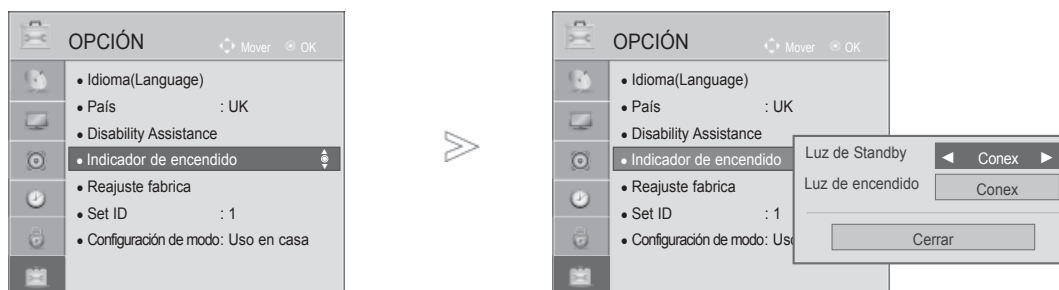 OPCIÓN Mover OK
• Idioma(Language)
• País : UK
• Disability Assistance
• Indicador de encendido
• Reajuste fabrica
• Set ID : 1
• Configuración de modo: Uso en casa
OPCIÓN Mover OK
• Idioma(Language)
• País : UK
• Disability Assistance
• Indicador de encendido
• Reajuste fabrica
• Set ID : 1
• Configuración de modo: Uso
Luz de Standby ◄ Conex ►
Luz de encendido Conex
Cerrar